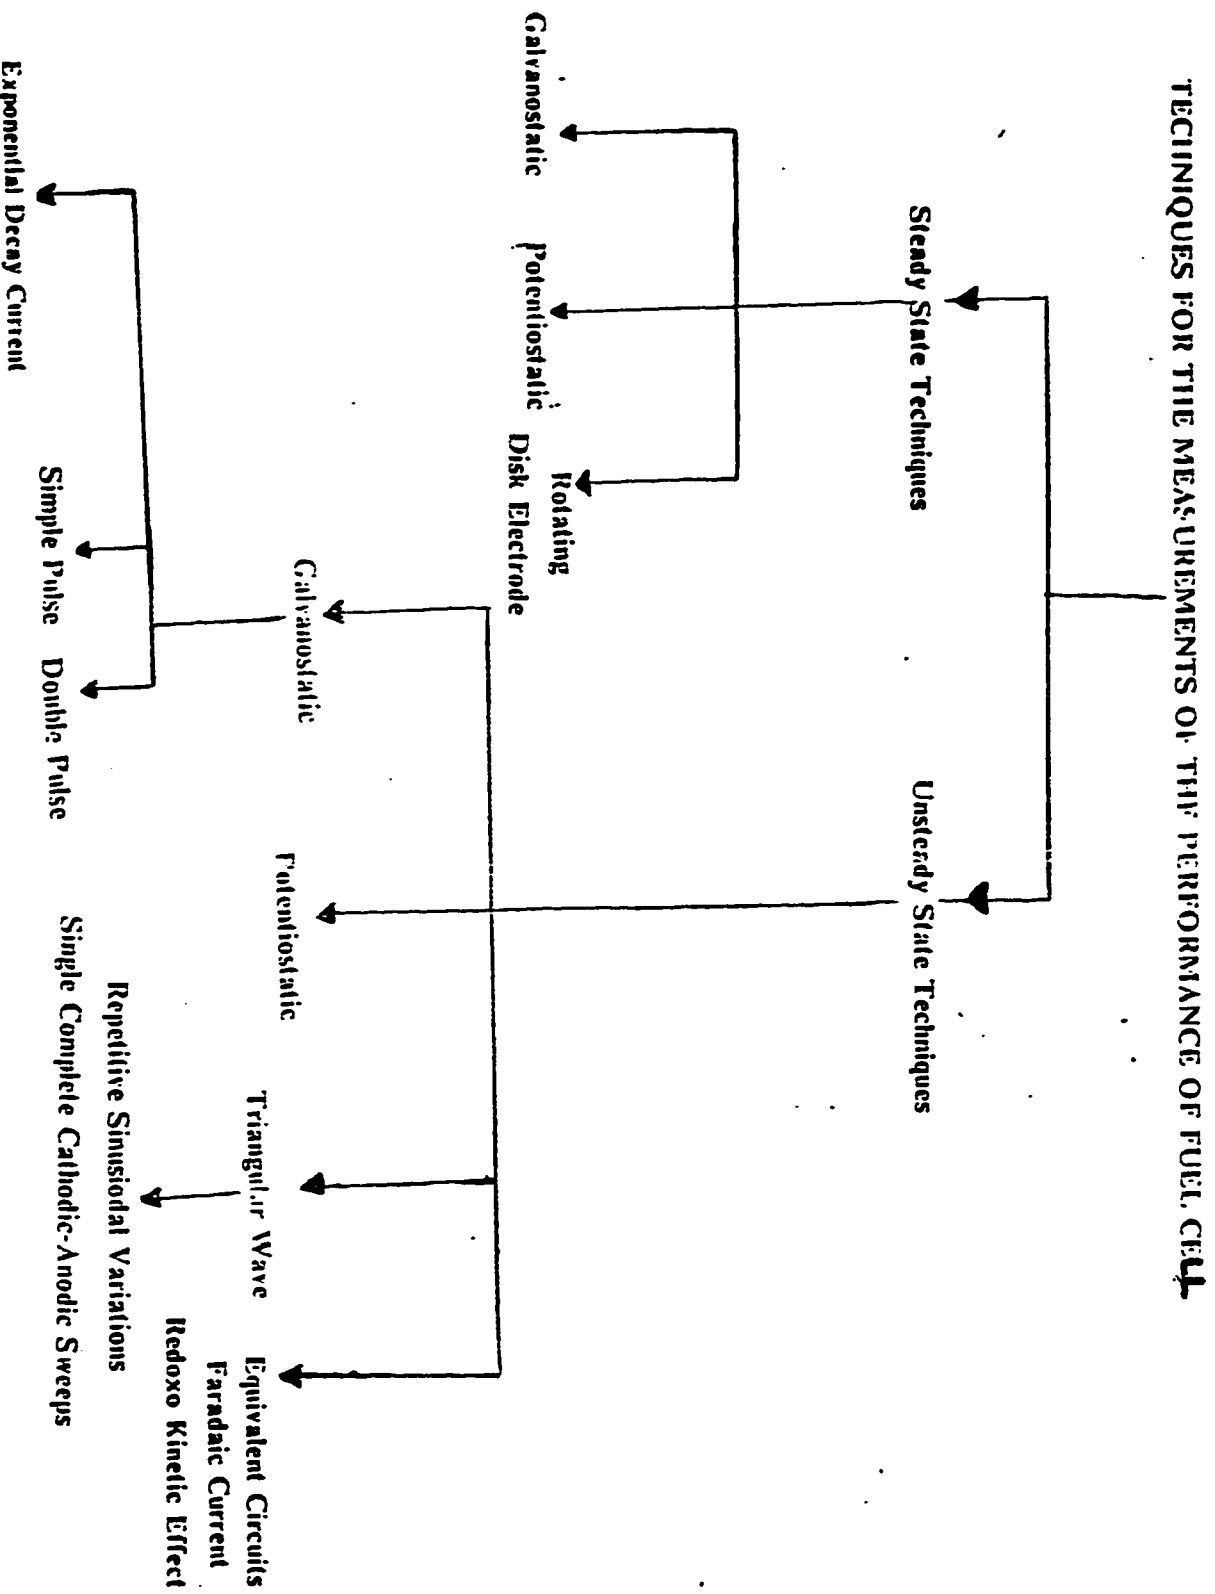 TECHNIQUES FOR THE MEASUREMENTS OF THE PERFORMANCE OF FUEL CELL
Steady State Techniques
Unsteady State Techniques
Galvanostatic
Potentiostatic
Rotating
Disk Electrode
Galvanostatic
Potentiostatic
Triangular Wave
Equivalent Circuits
Faradaic Current
Redoxo Kinetic Effect
Exponential Decay Current
Simple Pulse
Double Pulse
Repetitive Sinusiodal Variations
Single Complete Cathodic-Anodic Sweeps